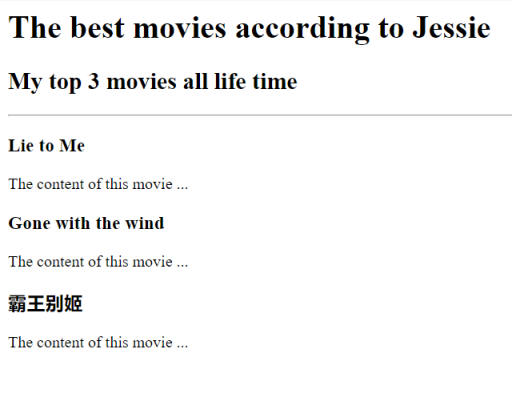 The best movies according to Jessie
My top 3 movies all life time
Lie to Me
The content of this movie ...
Gone with the wind
The content of this movie ...
霸王别姬
The content of this movie ...